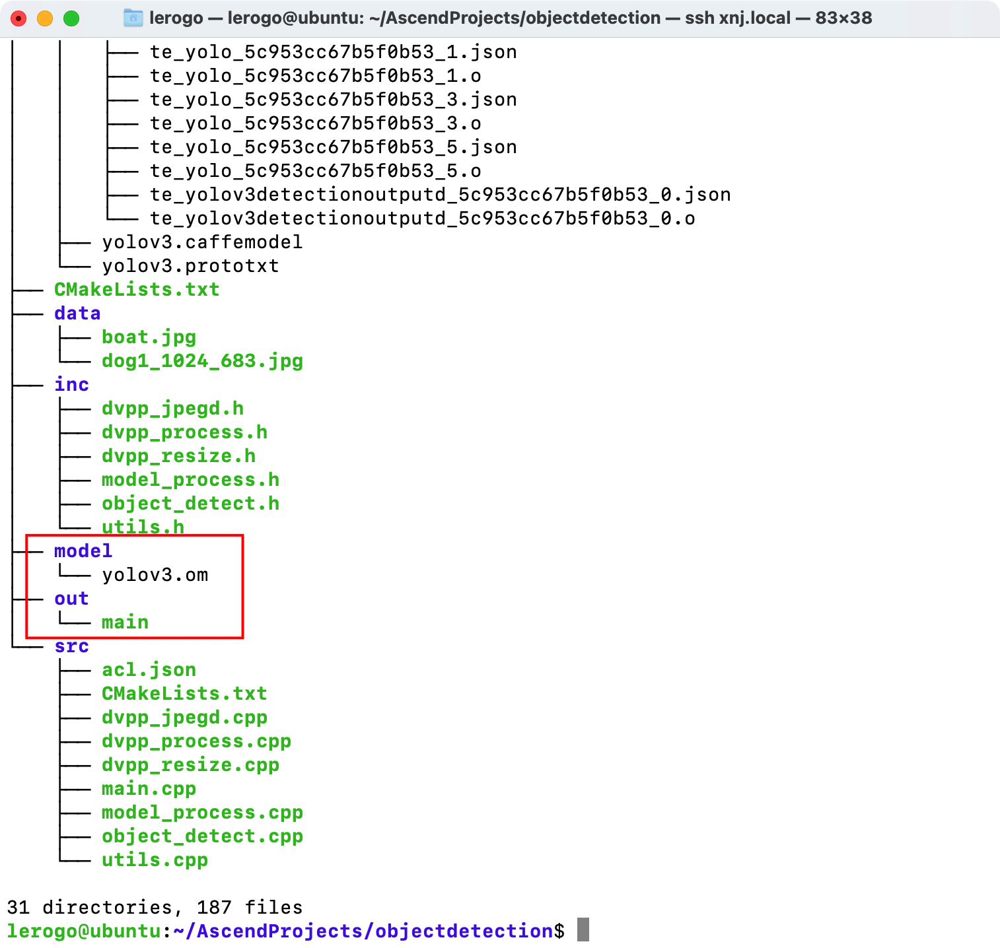 lerogo — lerogo@ubuntu: ~/AscendProjects/objectdetection — ssh xnj.local — 83×38
│   │   ├── te_yolo_5c953cc67b5f0b53_1.json
│   │   ├── te_yolo_5c953cc67b5f0b53_1.o
│   │   ├── te_yolo_5c953cc67b5f0b53_3.json
│   │   ├── te_yolo_5c953cc67b5f0b53_3.o
│   │   ├── te_yolo_5c953cc67b5f0b53_5.json
│   │   ├── te_yolo_5c953cc67b5f0b53_5.o
│   │   ├── te_yolov3detectionoutputd_5c953cc67b5f0b53_0.json
│   │   └── te_yolov3detectionoutputd_5c953cc67b5f0b53_0.o
│   ├── yolov3.caffemodel
│   └── yolov3.prototxt
├── CMakeLists.txt
├── data
│   ├── boat.jpg
│   └── dog1_1024_683.jpg
├── inc
│   ├── dvpp_jpegd.h
│   ├── dvpp_process.h
│   ├── dvpp_resize.h
│   ├── model_process.h
│   ├── object_detect.h
│   └── utils.h
├── model
│   └── yolov3.om
├── out
│   └── main
└── src
    ├── acl.json
    ├── CMakeLists.txt
    ├── dvpp_jpegd.cpp
    ├── dvpp_process.cpp
    ├── dvpp_resize.cpp
    ├── main.cpp
    ├── model_process.cpp
    ├── object_detect.cpp
    └── utils.cpp
31 directories, 187 files
lerogo@ubuntu:~/AscendProjects/objectdetection$